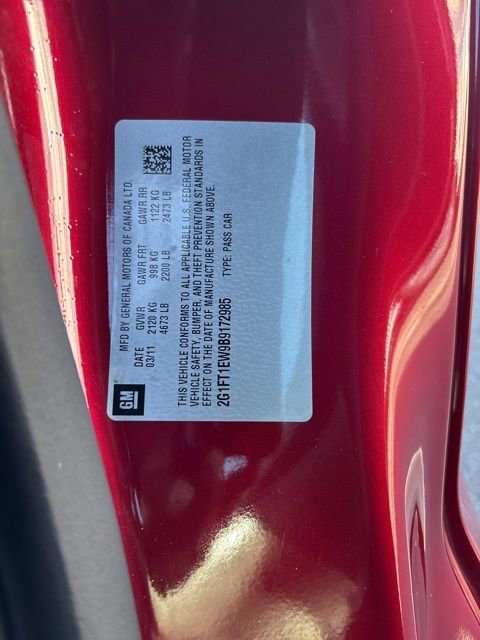 GM
MFD BY GENERAL MOTORS OF CANADA LTD.
DATE GVWR GAWR FRT GAWR RR
03/11 2120 KG 998 KG 1122 KG
4673 LB 2200 LB 2473 LB
THIS VEHICLE CONFORMS TO ALL APPLICABLE U.S. FEDERAL MOTOR
VEHICLE SAFETY, BUMPER, AND THEFT PREVENTION STANDARDS IN
EFFECT ON THE DATE OF MANUFACTURE SHOWN ABOVE.
2G1FT1EW9B9172985 TYPE: PASS CAR